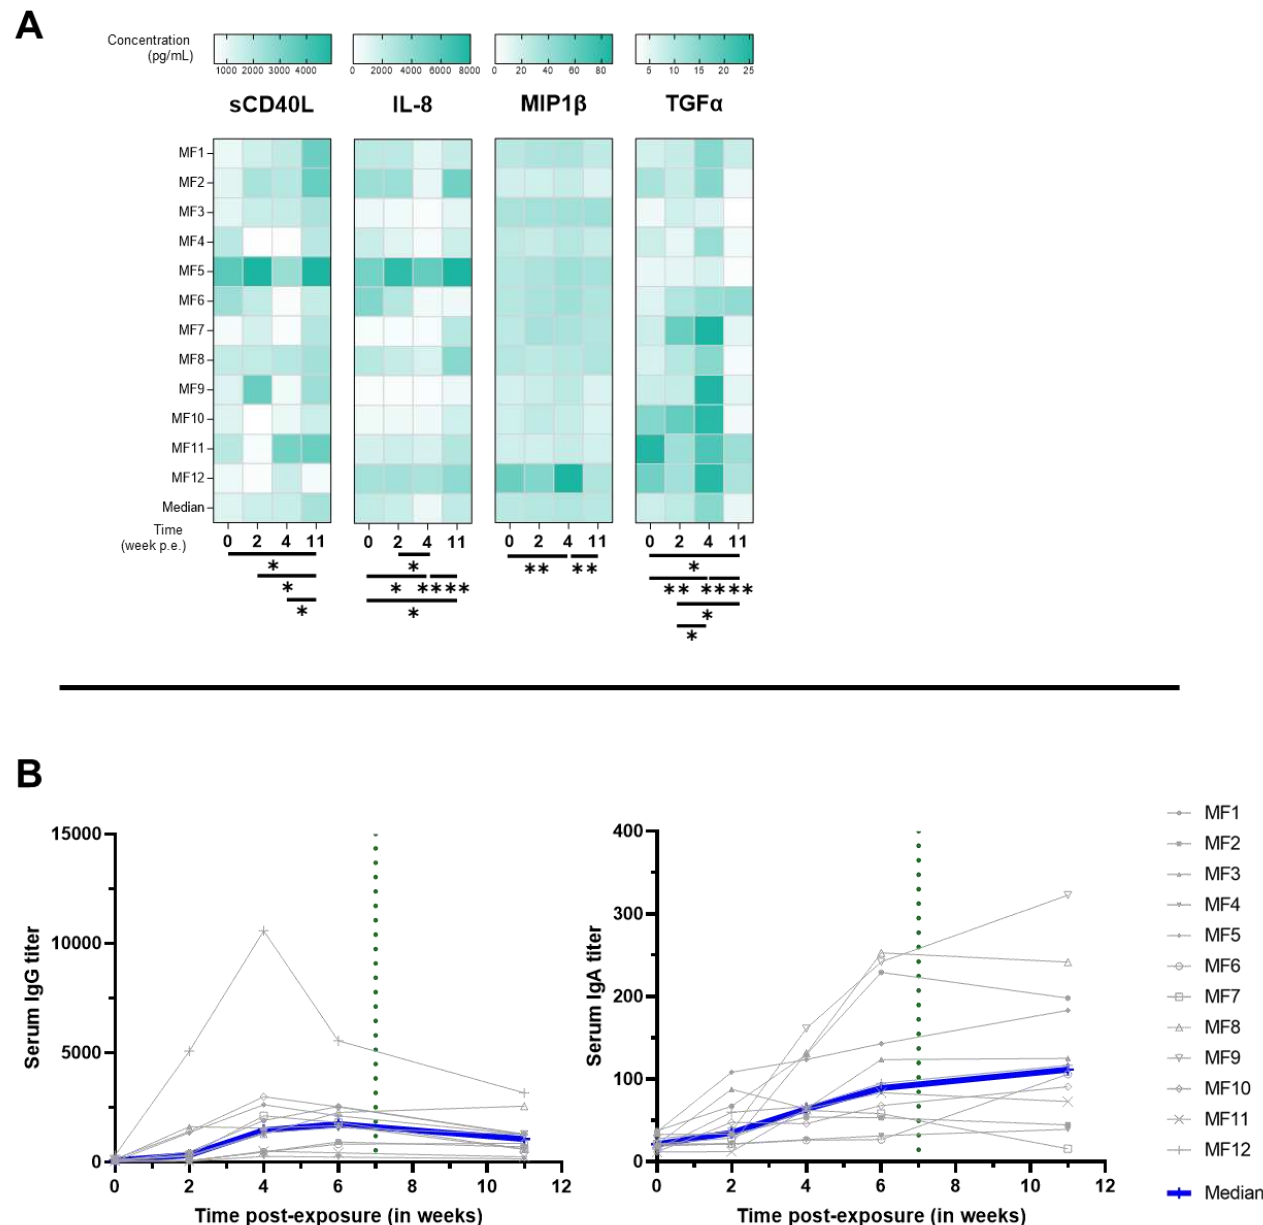 A
Concentration
(pg/mL)
1000 2000 3000 4000
0 2000 4000 6000 8000
0 20 40 60 80
5 10 15 20 25
sCD40L IL-8 MIP1β TGFα
MF1
MF2
MF3
MF4
MF5
MF6
MF7
MF8
MF9
MF10
MF11
MF12
Median
Time
(week p.e.)
0 2 4 11 0 2 4 11 0 2 4 11 0 2 4 11
* * ** ** *
* * **** ** ****
* * *
*
B
Serum IgG titer
15000
10000
5000
0
0 2 4 6 8 10 12
Time post-exposure (in weeks)
Serum IgA titer
400
300
200
100
0
0 2 4 6 8 10 12
Time post-exposure (in weeks)
MF1
MF2
MF3
MF4
MF5
MF6
MF7
MF8
MF9
MF10
MF11
MF12
Median